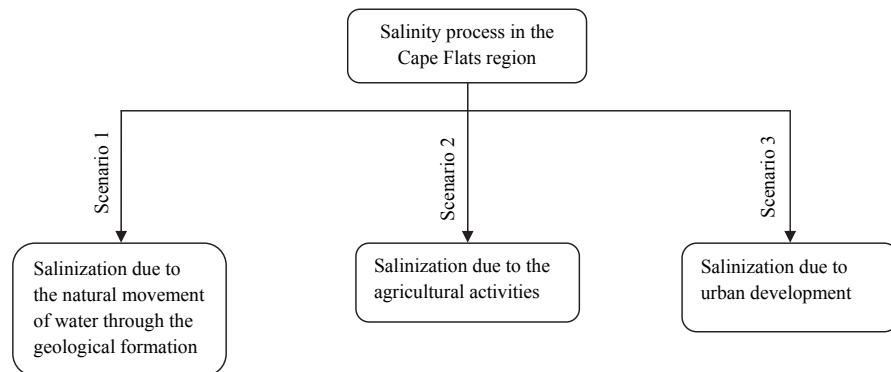 Salinity process in the
Cape Flats region
Scenario 1
Scenario 2
Scenario 3
Salinization due to
the natural movement
of water through the
geological formation
Salinization due to the
agricultural activities
Salinization due to
urban development